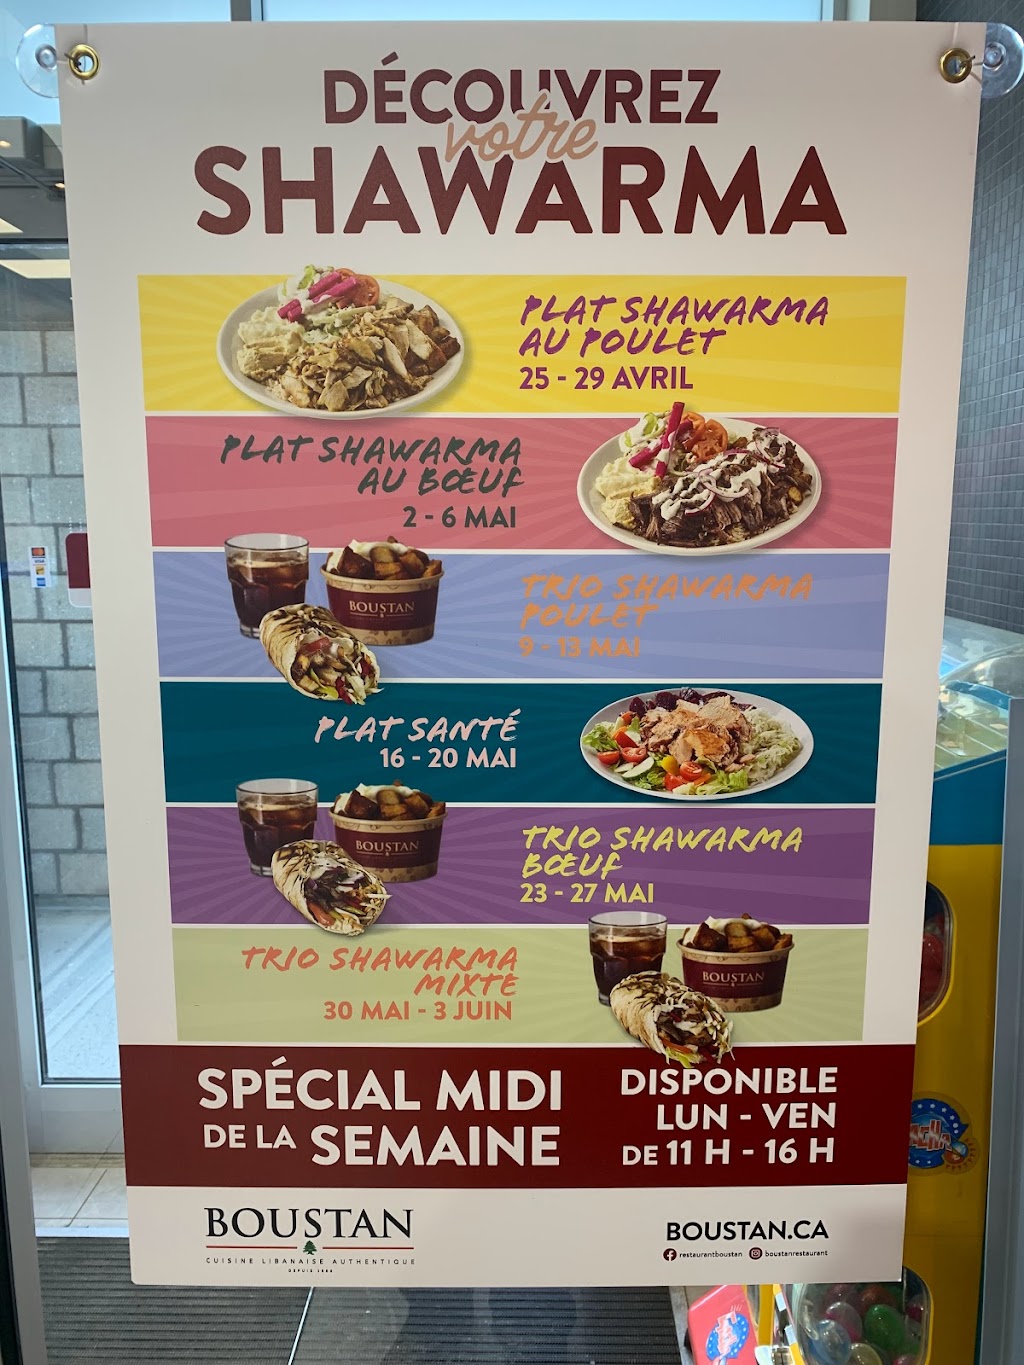 DÉCOUVREZ
votre
SHAWARMA
PLAT SHAWARMA
AU POULET
25 - 29 AVRIL
PLAT SHAWARMA
AU BŒUF
2 - 6 MAI
BOUSTAN
TRIO SHAWARMA
POULET
9 - 13 MAI
PLAT SANTÉ
16 - 20 MAI
BOUSTAN
TRIO SHAWARMA
BŒUF
23 - 27 MAI
TRIO SHAWARMA
MIXTE
30 MAI - 3 JUIN
BOUSTAN
SPÉCIAL MIDI
DE LA SEMAINE
DISPONIBLE
LUN - VEN
DE 11 H - 16 H
BOUSTAN
CUISINE LIBANAISE AUTHENTIQUE
BOUSTAN.CA
restaurantboustan boustanrestaurant